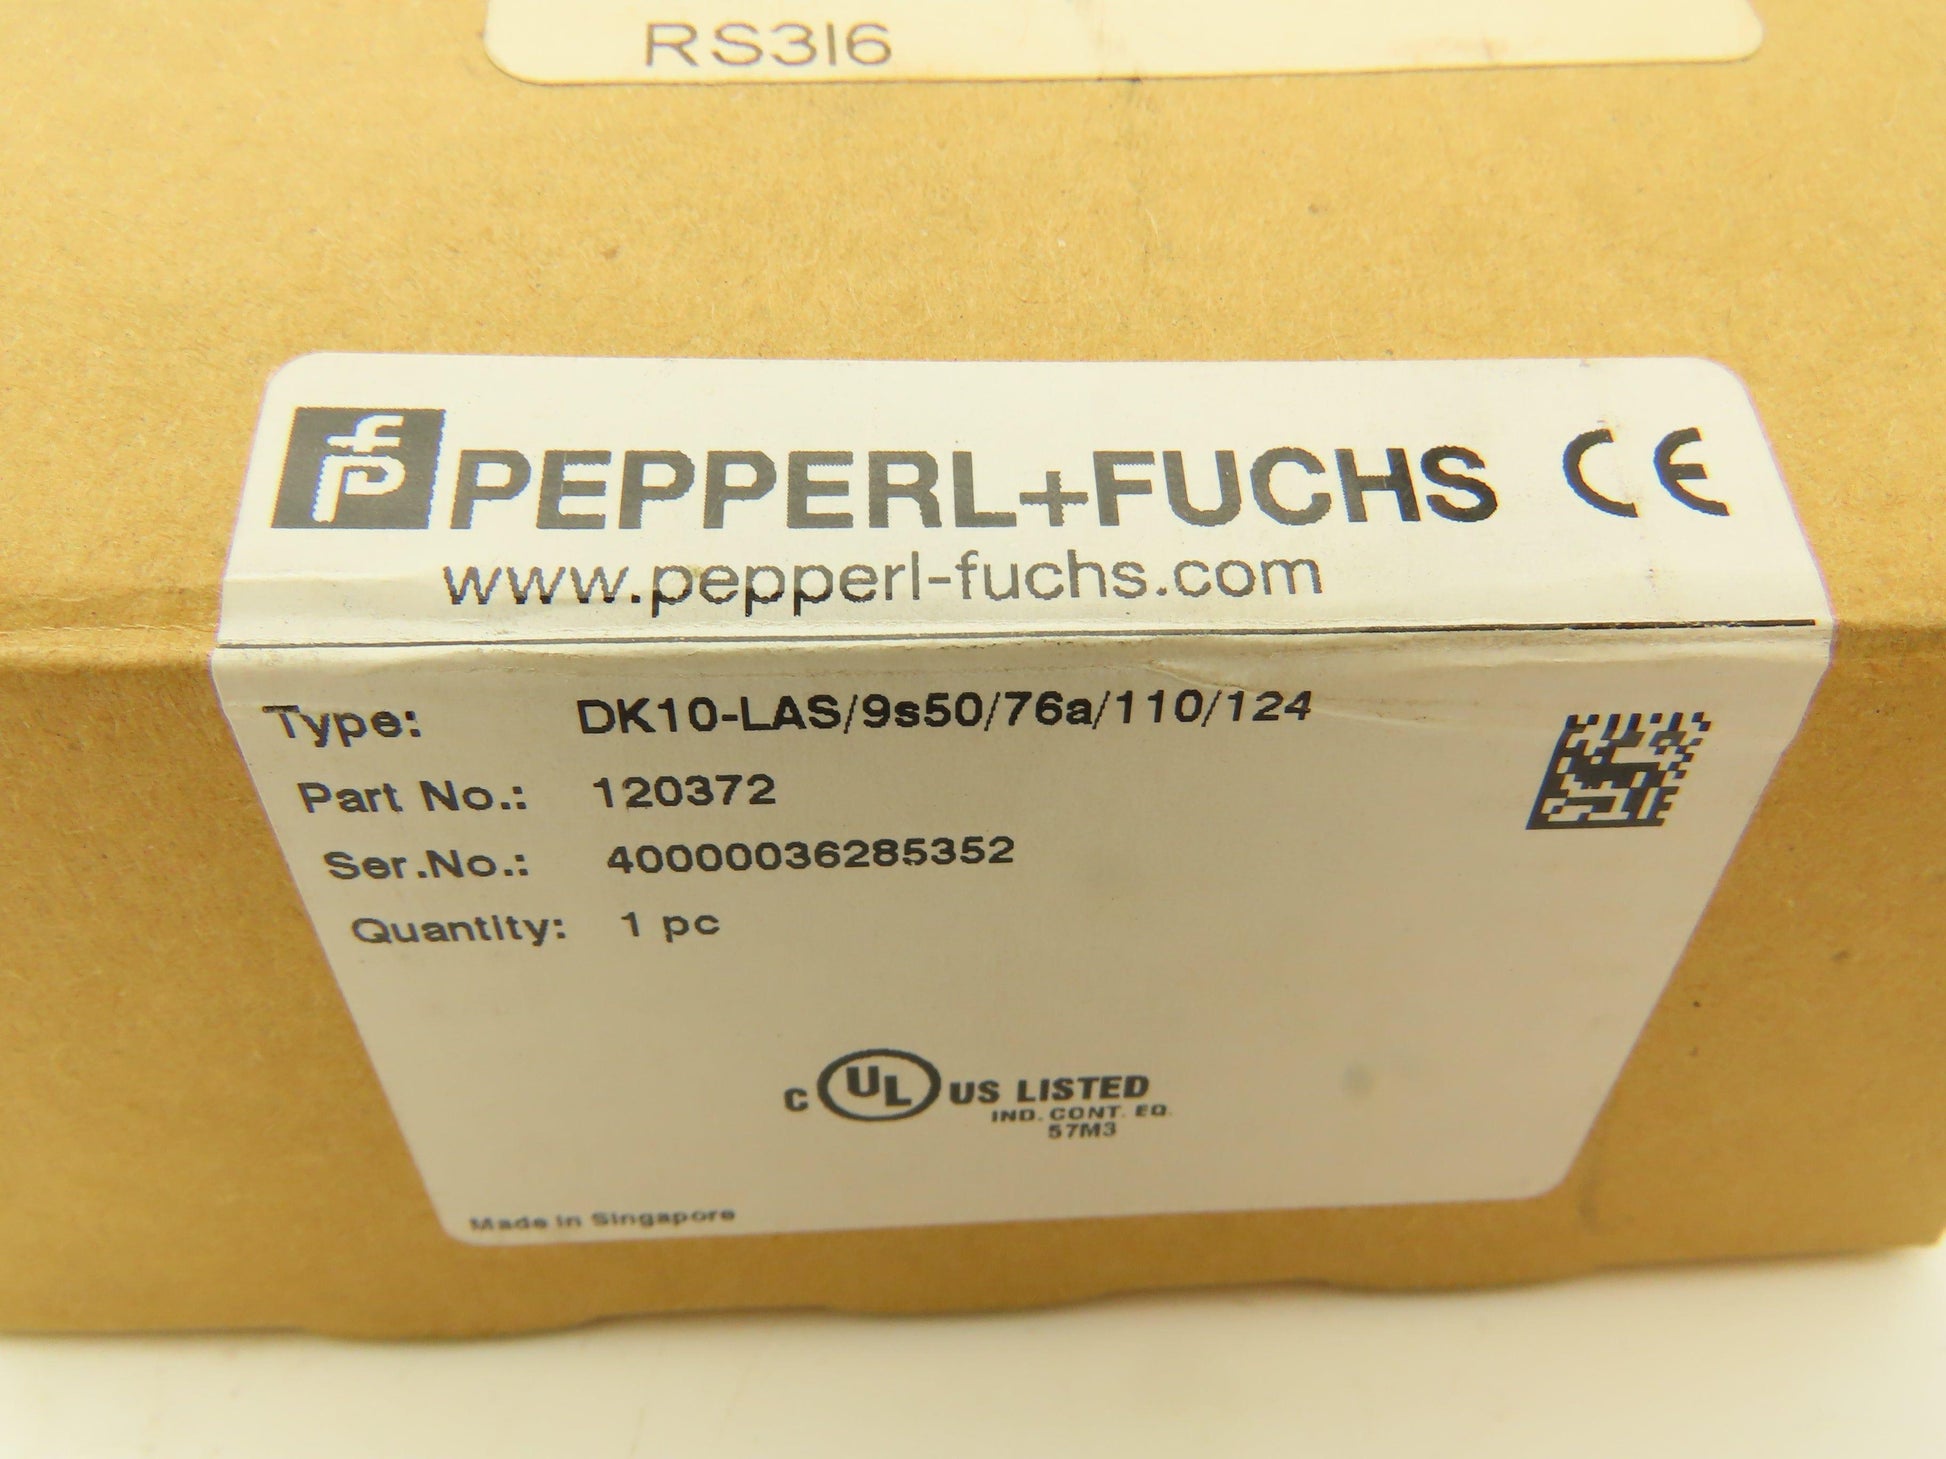 RS316
PEPPERL+FUCHS CE
www.pepperl-fuchs.com
Type: DK10-LAS/9s50/76a/110/124
Part No.: 120372
Ser.No.: 40000036285352
Quantity: 1 pc
C UL US LISTED
IND. CONT. EQ.
57M3
Made in Singapore